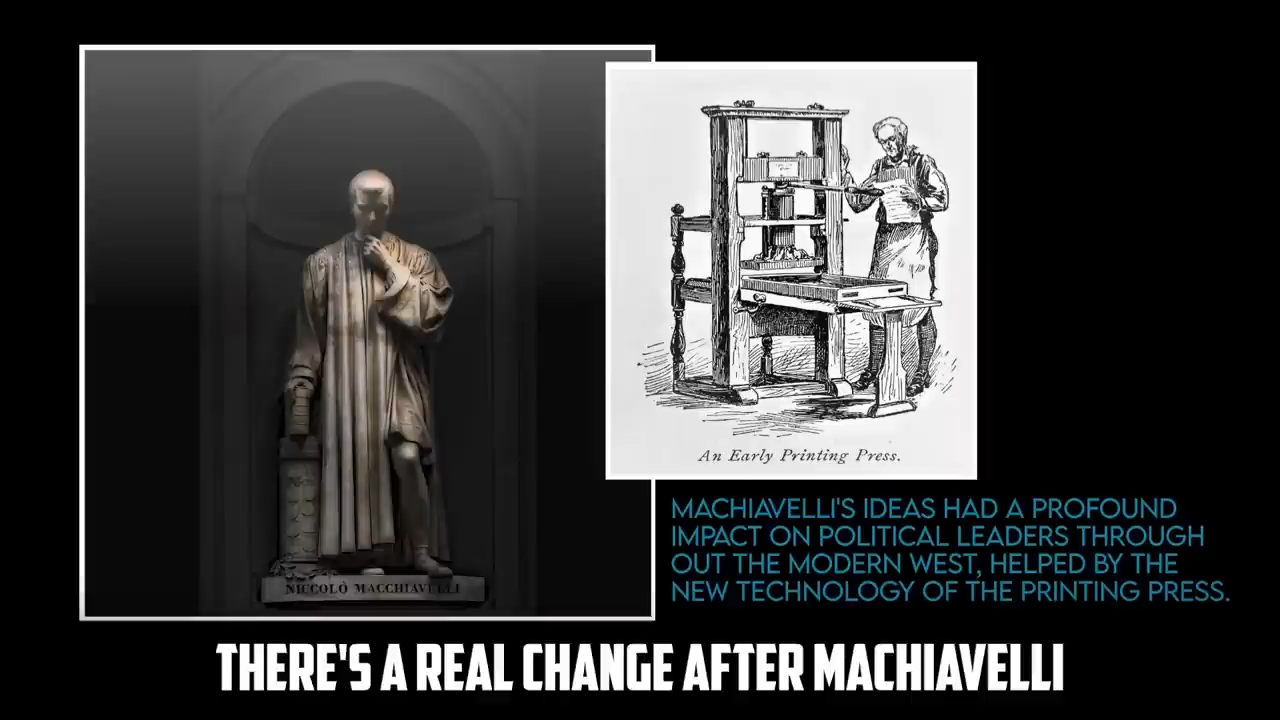 NICCOLÒ MACCHIAVELLI
An Early Printing Press.
MACHIAVELLI'S IDEAS HAD A PROFOUND
IMPACT ON POLITICAL LEADERS THROUGH
OUT THE MODERN WEST, HELPED BY THE
NEW TECHNOLOGY OF THE PRINTING PRESS.
THERE'S A REAL CHANGE AFTER MACHIAVELLI